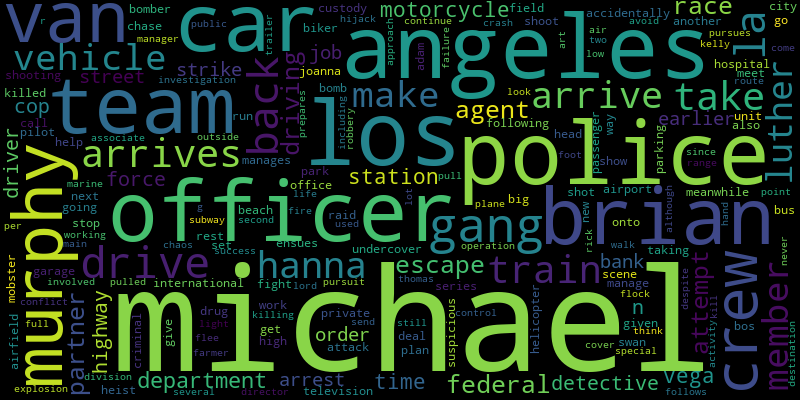 van
bomber
chase
car
motorcycle
field
biker
race
accidentally
shoot
another
public
city
go
r
manager
hijack
trailer
custody
continue
vehicle
team
back
driving
job
strike
joanna
approach
adam
failure
angeles
crash
avoid
pursues
kelly
hospital
meet
la
come
shooting
street
killed
cop
call
pilot
investigation
bomb
robbery
including
los
make
agent
look
art
air
two
low
route
arrive
take
earlier
unit
also
luther
help
run
associate
outside
manages
driver
arrives
force
park
office
station
following
police
head
foot
passenger
way
show
parking
since
range
meanwhile
although
point
airport
bus
marine
next
going
stop
working
main
murphy
officer
life
beach
second
fire
lot
raid
used
undercover
gang
pull
plane
big
operation
shot
brian
onto
rick
new
walk
taking
hand
never
per
g
subway
rest
set
chaos
success
ensues
drive
hanna
escape
train
bank
scene
manage
flock
despite
attempt
crew
member
mobster
garage
involved
pulled
international
fight
pursuit
lord
thomas
series
suspicious
helicopter
n
given
think
swan
special
cover
activity
kill
bos
destination
airfield
conflict
full
partner
highway
criminal
give
drug
light
flee
farmer
work
killing
get
high
private
send
order
attack
still
deal
plan
control
michael
explosion
division
department
heist
several
director
arrest
television
time
federal
detective
vega
follows
prepares